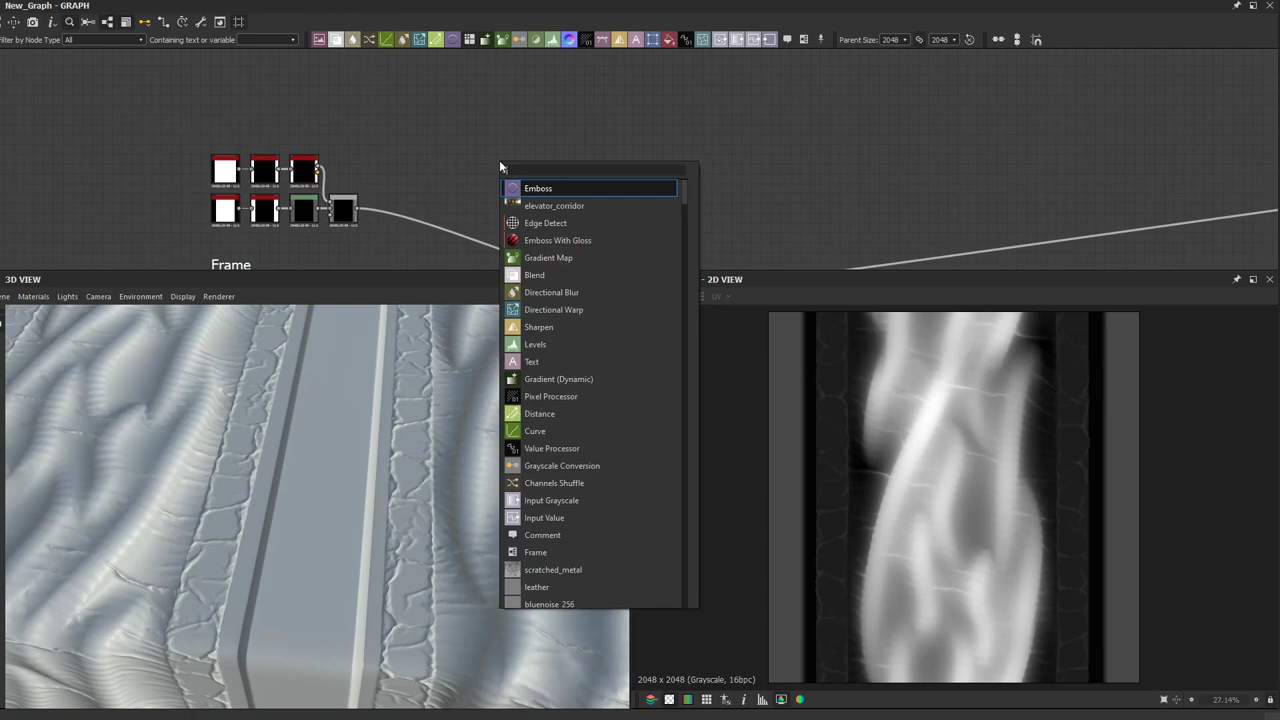 New_Graph - GRAPH
Filter by Node Type All Containing text or variable Parent Size: 2048 2048
Frame
Emboss
elevator_corridor
Edge Detect
Emboss With Gloss
Gradient Map
Blend
Directional Blur
Directional Warp
Sharpen
Levels
Text
Gradient (Dynamic)
Pixel Processor
Distance
Curve
Value Processor
Grayscale Conversion
Channels Shuffle
Input Grayscale
Input Value
Comment
Frame
scratched_metal
leather
bluenoise_256
3D VIEW
ne Materials Lights Camera Environment Display Renderer
- 2D VIEW
UV
2048 x 2048 (Grayscale, 16bpc)
27.14%